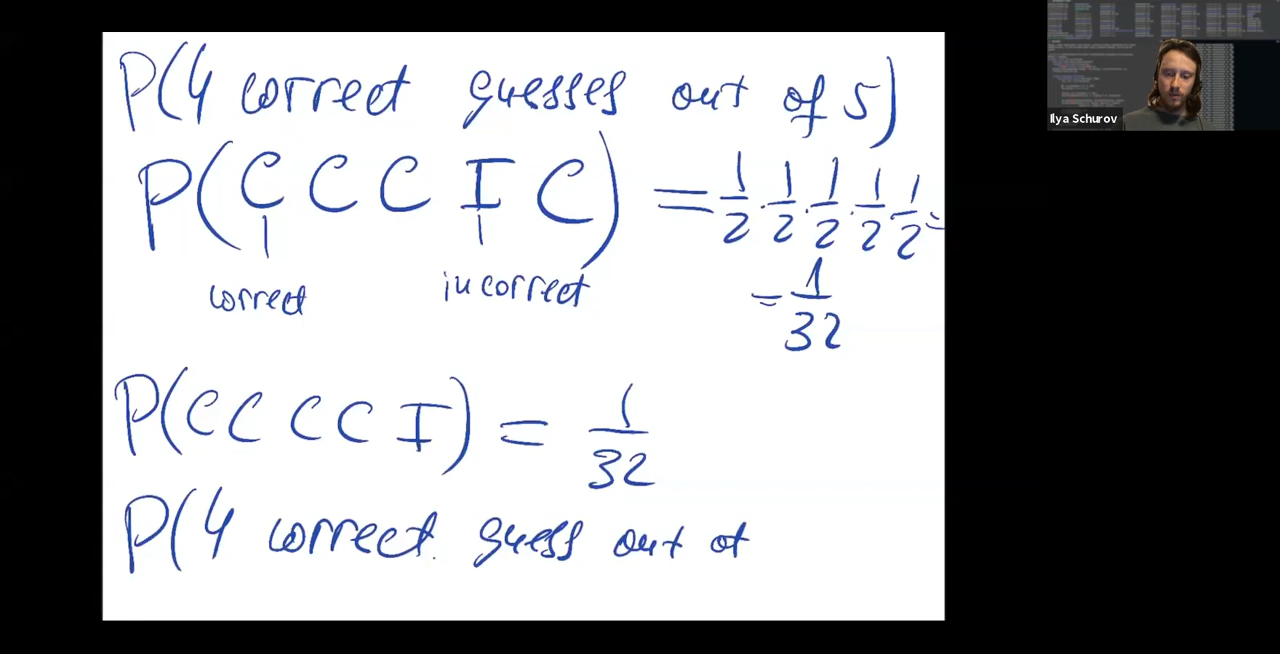 P(4 correct guesses out of 5)
P(C C C I C) = 1/2 · 1/2 · 1/2 · 1/2 · 1/2 =
correct incorrect
= 1/32
P(C C C C I) = 1/32
P(4 correct guess out of
Ilya Schurov